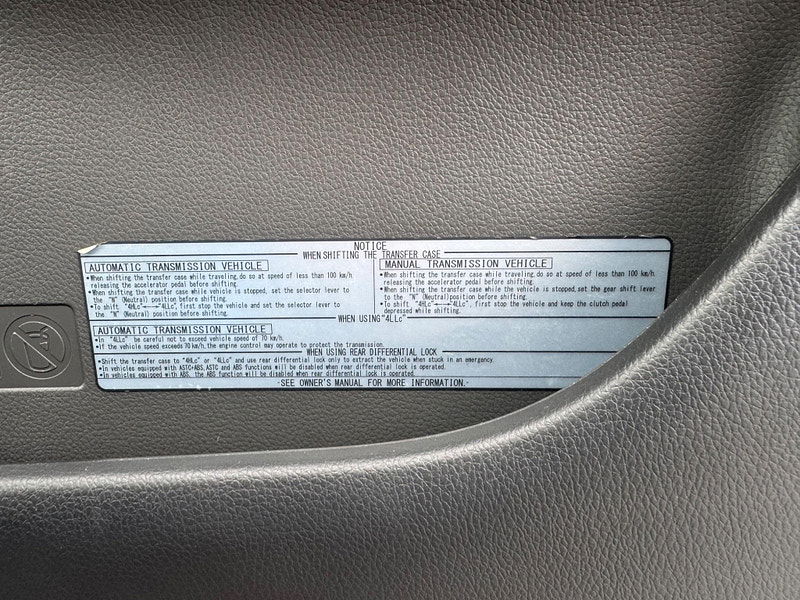 NOTICE
WHEN SHIFTING THE TRANSFER CASE
AUTOMATIC TRANSMISSION VEHICLE
•When shifting the transfer case while traveling,do so at speed of less than 100 km/h.
releasing the accelerator pedal before shifting.
•When shifting the transfer case while vehicle is stopped, set the selector lever to
the "N" (Neutral) position before shifting.
•To shift "4HLc"←→"4LLc", first stop the vehicle and set the selector lever to
the "N" (Neutral) position before shifting.
MANUAL TRANSMISSION VEHICLE
•When shifting the transfer case while traveling,do so at speed of less than 100 km/h.
releasing the accelerator pedal before shifting.
•When shifting the transfer case while the vehicle is stopped,set the gear shift lever
to the "N" (Neutral)position before shifting.
•To shift "4HLc"←→"4LLc", first stop the vehicle and keep the clutch pedal
depressed while shifting.
WHEN USING"4LLc"
AUTOMATIC TRANSMISSION VEHICLE
•In "4LLc" be careful not to exceed vehicle speed of 70 km/h.
•If the vehicle speed exceeds 70 km/h,the engine control may operate to protect the transmission.
WHEN USING REAR DIFFERENTIAL LOCK
•Shift the transfer case to "4HLc" or "4LLc" and use rear differential lock only to extract the vehicle when stuck in an emergency.
•In vehicles equipped with ASTC+ABS,ASTC and ABS functions will be disabled when rear differential lock is operated.
•In vehicles equipped with ABS, the ABS function will be disabled when rear differential lock is operated.
-SEE OWNER'S MANUAL FOR MORE INFORMATION.-